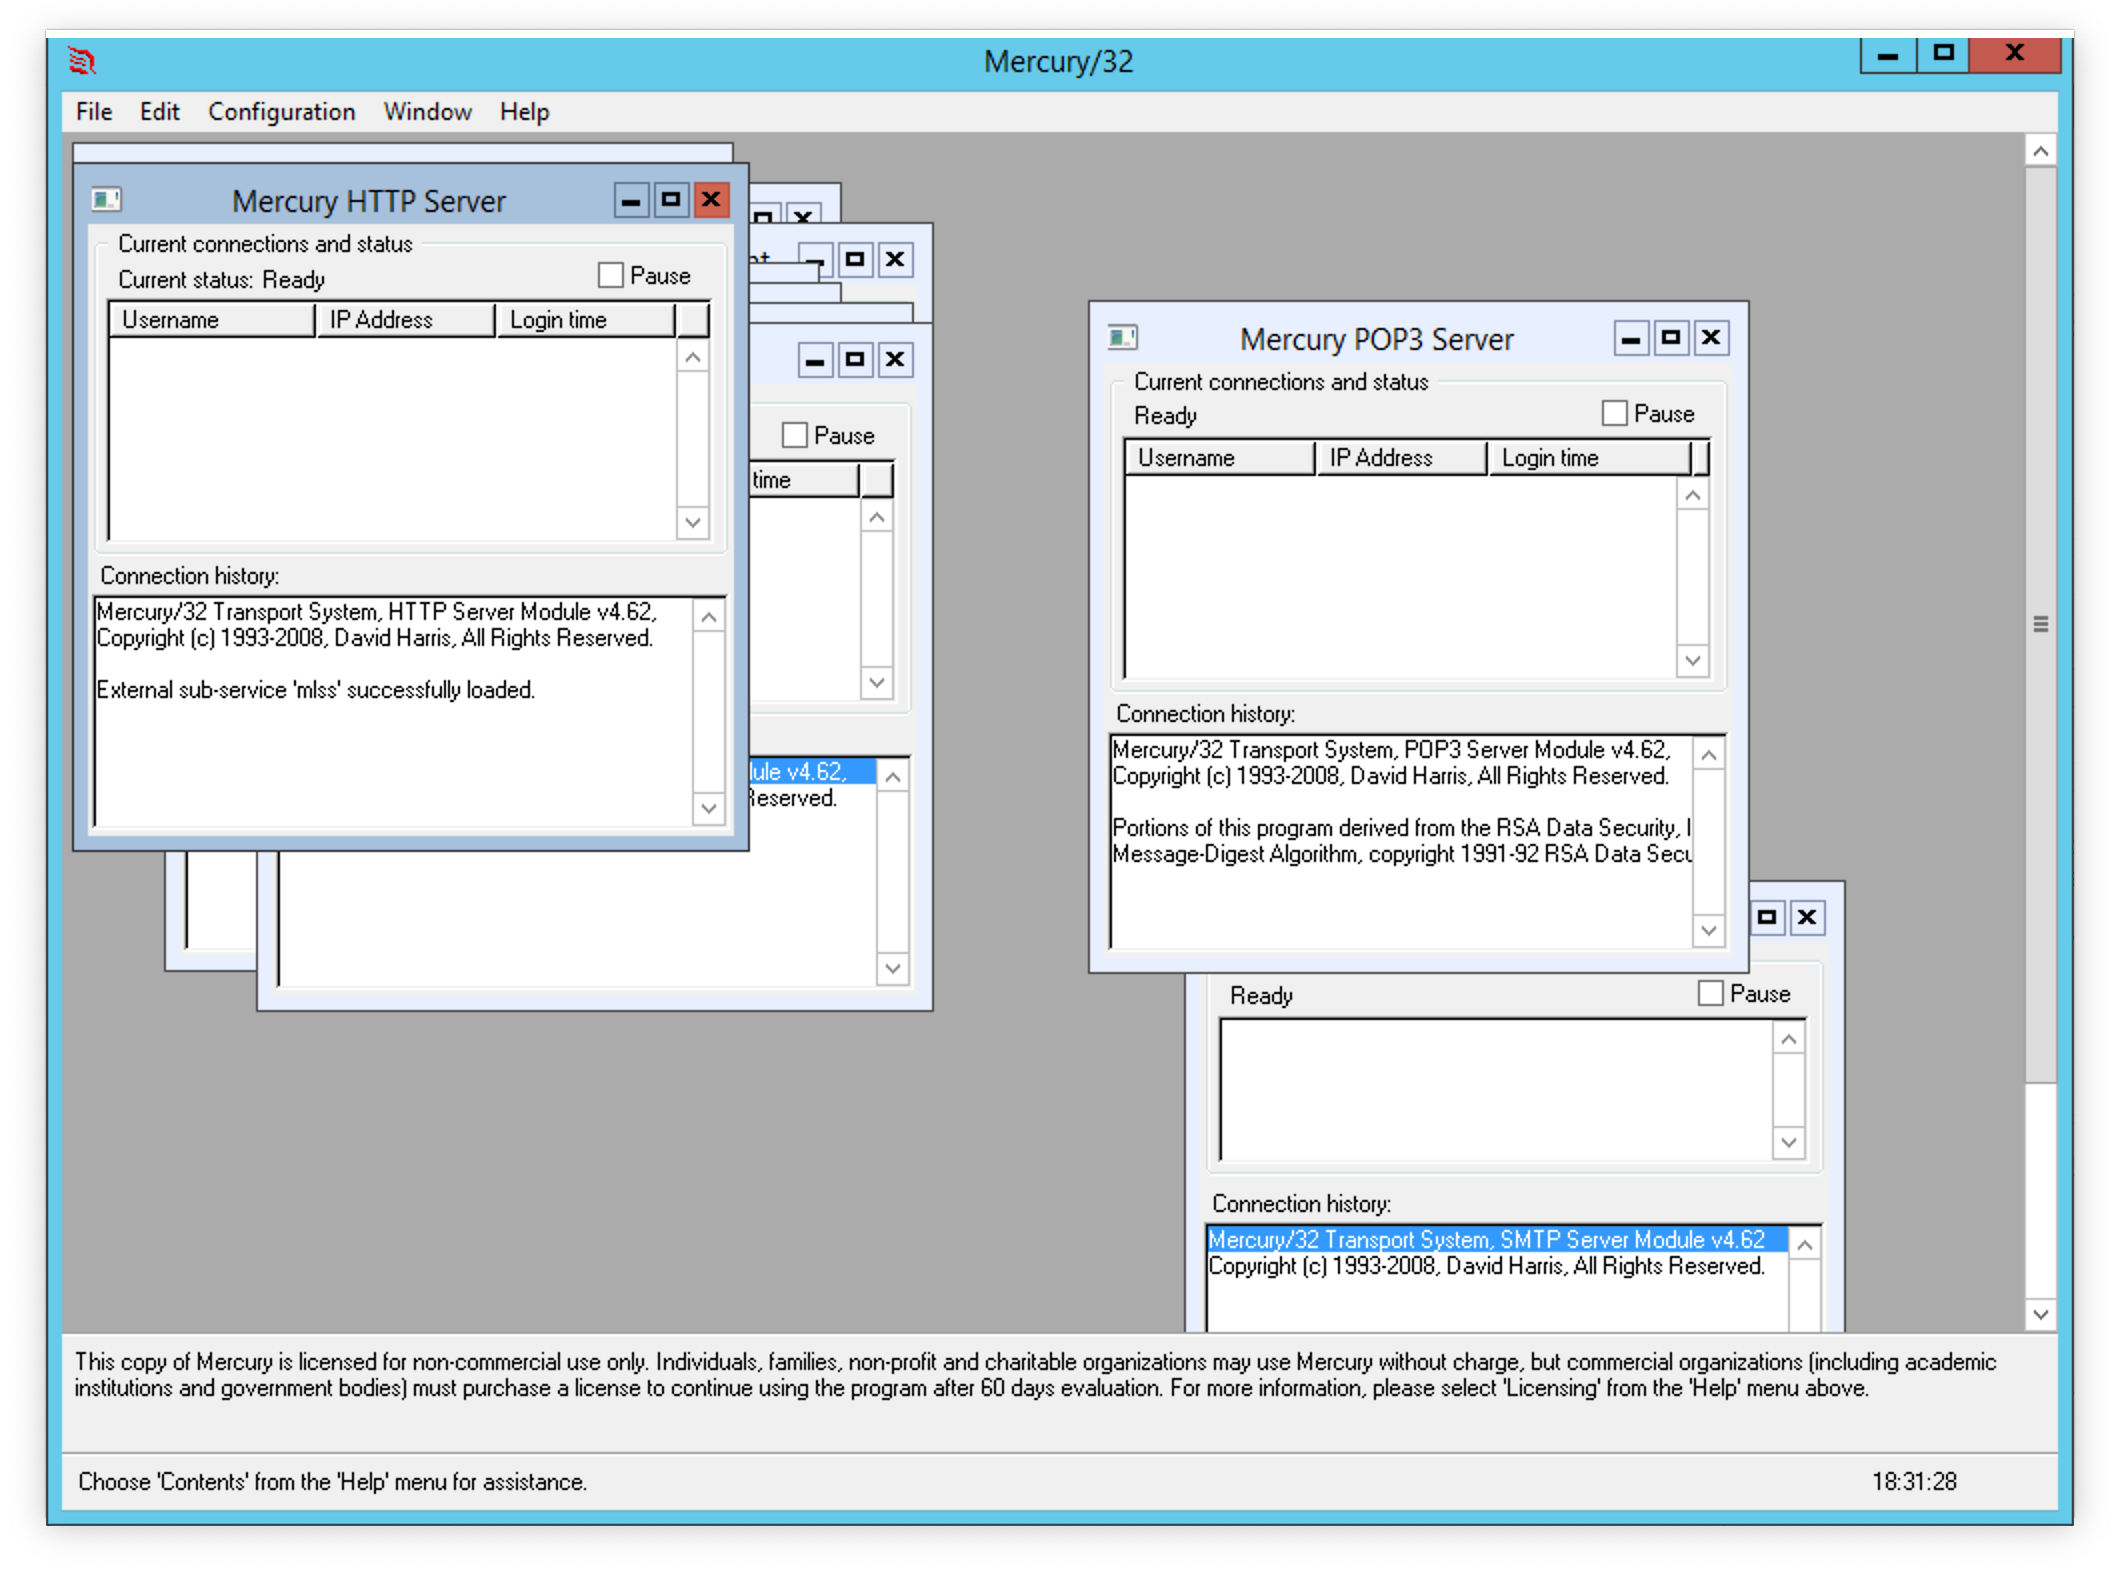 Mercury/32
File Edit Configuration Window Help
Mercury HTTP Server
Current connections and status
Current status: Ready
Pause
Username IP Address Login time
Connection history:
Mercury/32 Transport System, HTTP Server Module v4.62,
Copyright (c) 1993-2008, David Harris, All Rights Reserved.
External sub-service 'mlss' successfully loaded.
Pause
time
v4.62,
Reserved.
Mercury POP3 Server
Current connections and status
Ready
Pause
Username IP Address Login time
Connection history:
Mercury/32 Transport System, POP3 Server Module v4.62,
Copyright (c) 1993-2008, David Harris, All Rights Reserved.
Portions of this program derived from the RSA Data Security, I
Message-Digest Algorithm, copyright 1991-92 RSA Data Secu
Ready
Pause
Connection history:
Mercury/32 Transport System, SMTP Server Module v4.62
Copyright (c) 1993-2008, David Harris, All Rights Reserved.
This copy of Mercury is licensed for non-commercial use only. Individuals, families, non-profit and charitable organizations may use Mercury without charge, but commercial organizations (including academic
institutions and government bodies) must purchase a license to continue using the program after 60 days evaluation. For more information, please select 'Licensing' from the 'Help' menu above.
Choose 'Contents' from the 'Help' menu for assistance.
18:31:28